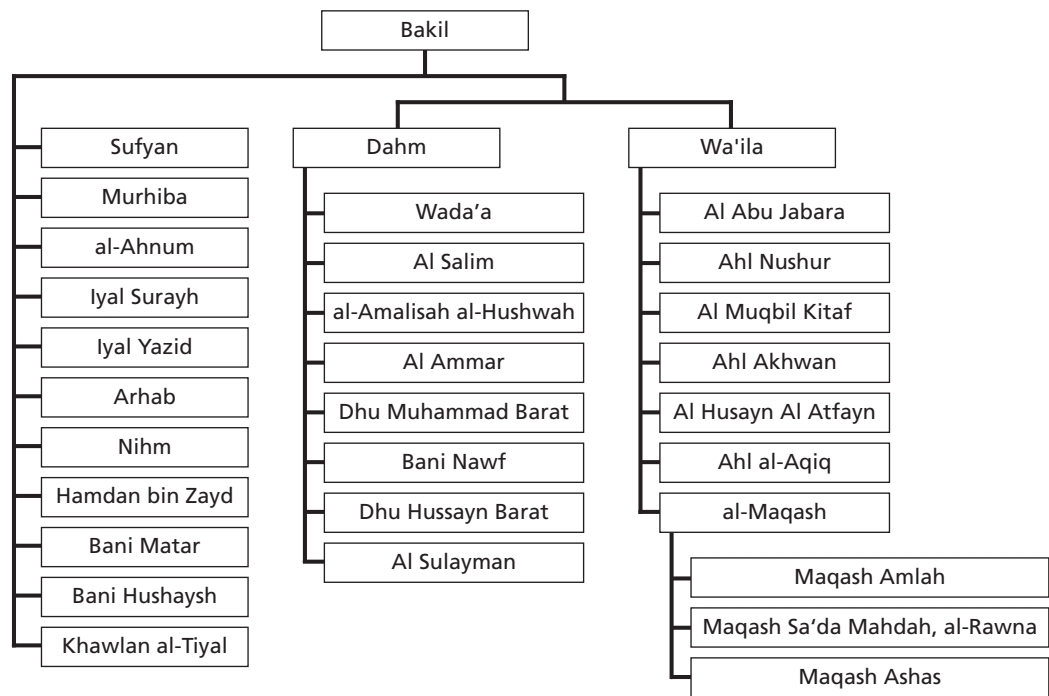 Bakil
Sufyan
Murhiba
al-Ahnum
Iyal Surayh
Iyal Yazid
Arhab
Nihm
Hamdan bin Zayd
Bani Matar
Bani Hushaysh
Khawlan al-Tiyal
Dahm
Wada’a
Al Salim
al-Amalisah al-Hushwah
Al Ammar
Dhu Muhammad Barat
Bani Nawf
Dhu Hussayn Barat
Al Sulayman
Wa'ila
Al Abu Jabara
Ahl Nushur
Al Muqbil Kitaf
Ahl Akhwan
Al Husayn Al Atfayn
Ahl al-Aqiq
al-Maqash
Maqash Amlah
Maqash Sa‘da Mahdah, al-Rawna
Maqash Ashas